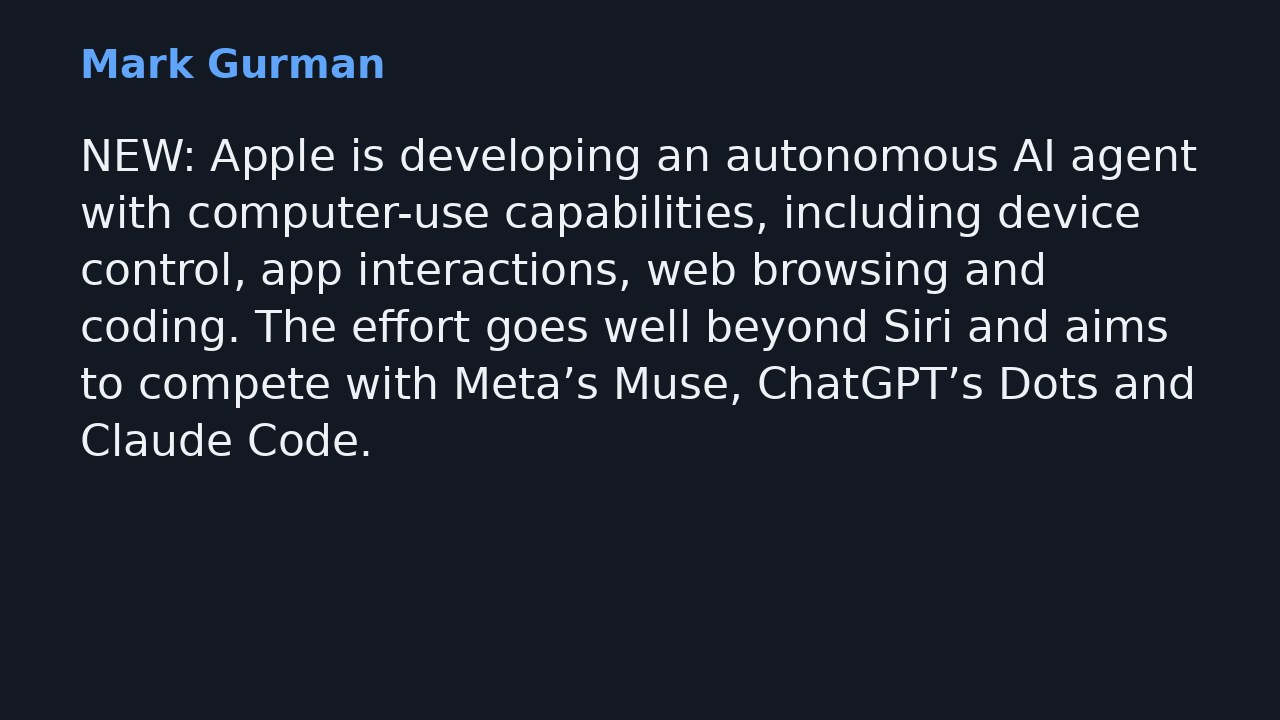 Mark Gurman
NEW: Apple is developing an autonomous AI agent
with computer-use capabilities, including device
control, app interactions, web browsing and
coding. The effort goes well beyond Siri and aims
to compete with Meta’s Muse, ChatGPT’s Dots and
Claude Code.